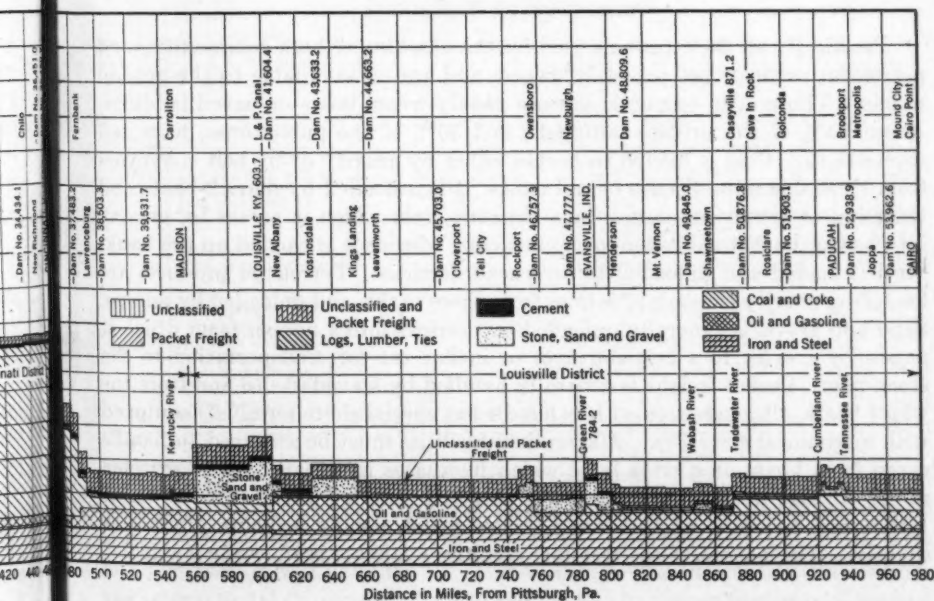 Chilo
Fernbank
Carrollton
L. & P. Canal
Dam No. 41,604.4
Dam No. 43,633.2
Dam No. 44,663.2
Owensboro
Newburgh
Dam No. 48,809.6
Caseyville 871.2
Cave in Rock
Golconda
Brookport
Metropolis
Mound City
Cairo Point
Dam No. 34,434.1
New Richmond
Dam No. 37,483.2
Lawrenceburg
Dam No. 38,503.3
Dam No. 39,531.7
MADISON
LOUISVILLE, KY., 603.7
New Albany
Kosmosdale
Kings Landing
Leavenworth
Dam No. 45,703.0
Cloverport
Tell City
Rockport
Dam No. 46,757.3
Dam No. 47,777.7
EVANSVILLE, IND.
Henderson
Mt. Vernon
Dam No. 49,845.0
Shawneetown
Dam No. 50,876.8
Rosiclare
Dam No. 51,903.1
PADUCAH
Dam No. 52,938.9
Joppa
Dam No. 53,962.6
CAIRO
Unclassified
Packet Freight
Unclassified and
Packet Freight
Logs, Lumber, Ties
Cement
Stone, Sand and Gravel
Coal and Coke
Oil and Gasoline
Iron and Steel
nati District
Louisville District
Kentucky River
Green River
784.2
Wabash River
Tradewater River
Cumberland River
Tennessee River
Unclassified and Packet
Freight
Stone
Sand and
Gravel
Oil and Gasoline
Iron and Steel
420 440 480 500 520 540 560 580 600 620 640 660 680 700 720 740 760 780 800 820 840 860 880 900 920 940 960 980
Distance in Miles, From Pittsburgh, Pa.